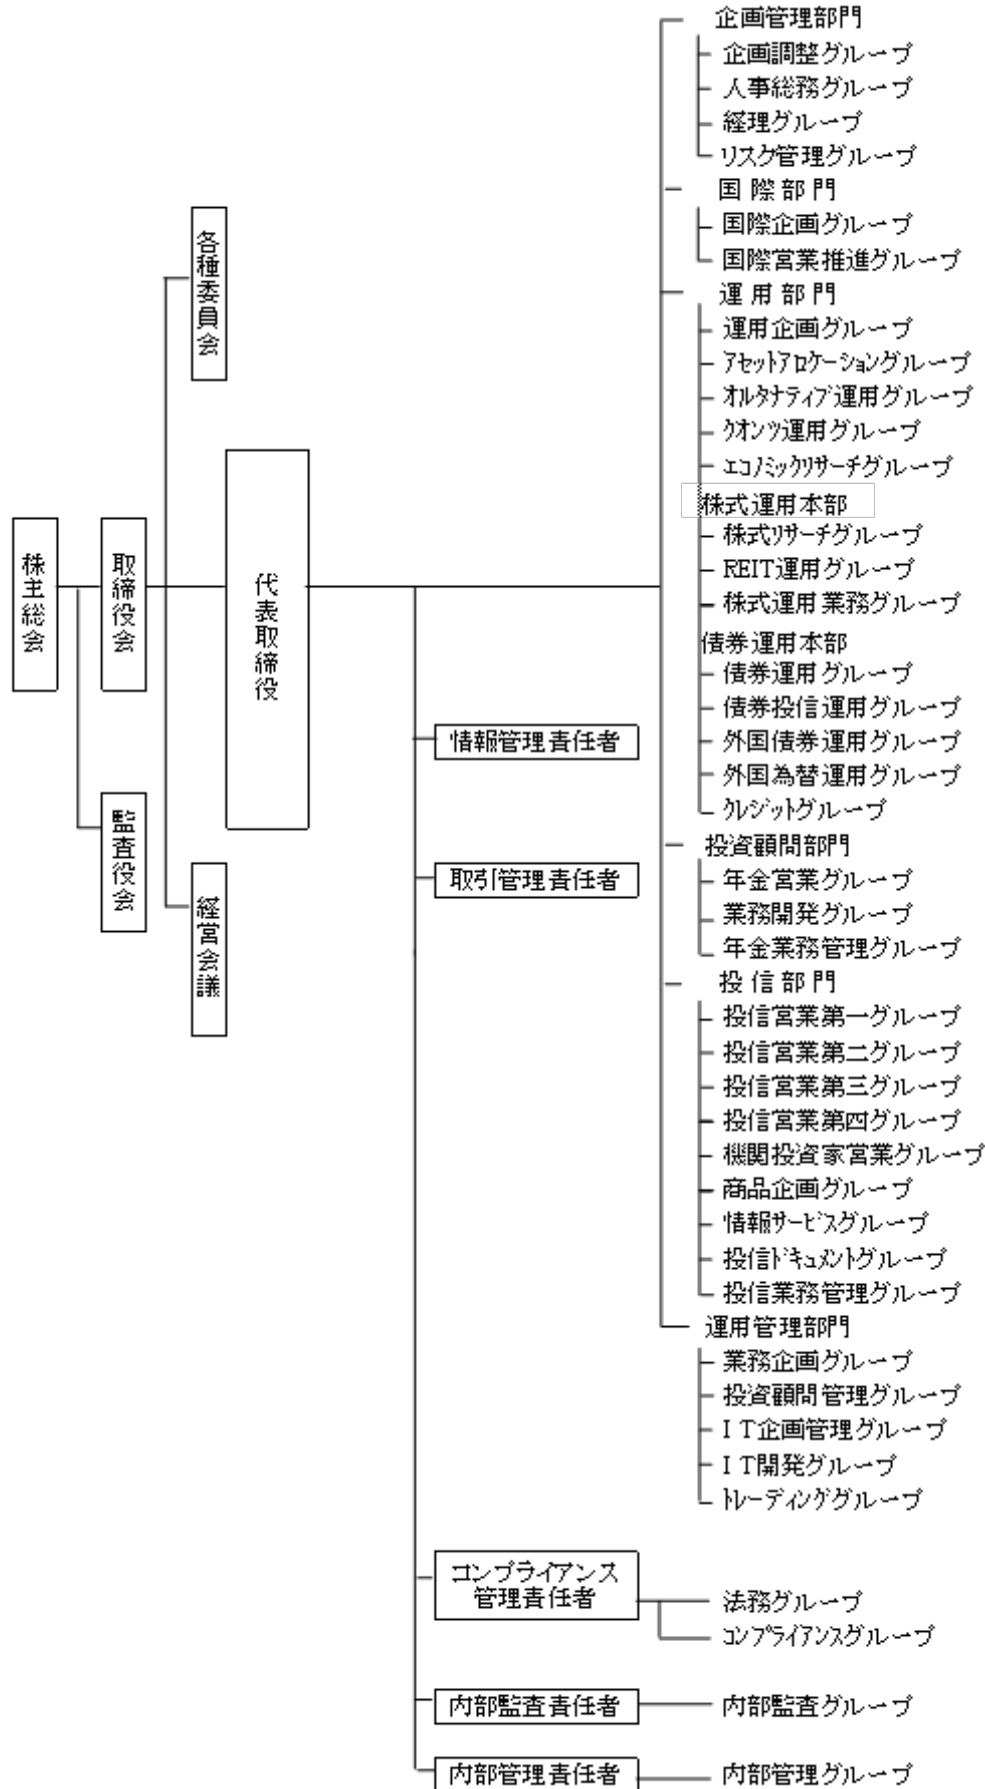 株主総会
取締役会
監査役会
各種委員会
経営会議
代表取締役
情報管理責任者
取引管理責任者
コンプライアンス
管理責任者
内部監査責任者
内部管理責任者
企画管理部門
企画調整グループ
人事総務グループ
経理グループ
リスク管理グループ
国際部門
国際企画グループ
国際営業推進グループ
運用部門
運用企画グループ
アセットアロケーショングループ
オルタナティブ運用グループ
クオンツ運用グループ
エコノミックリサーチグループ
株式運用本部
株式リサーチグループ
REIT運用グループ
株式運用業務グループ
債券運用本部
債券運用グループ
債券投信運用グループ
外国債券運用グループ
外国為替運用グループ
クレジットグループ
投資顧問部門
年金営業グループ
業務開発グループ
年金業務管理グループ
投信部門
投信営業第一グループ
投信営業第二グループ
投信営業第三グループ
投信営業第四グループ
機関投資家営業グループ
商品企画グループ
情報サービスグループ
投信ドキュメントグループ
投信業務管理グループ
運用管理部門
業務企画グループ
投資顧問管理グループ
IT企画管理グループ
IT開発グループ
トレーディンググループ
法務グループ
コンプライアンスグループ
内部監査グループ
内部管理グループ